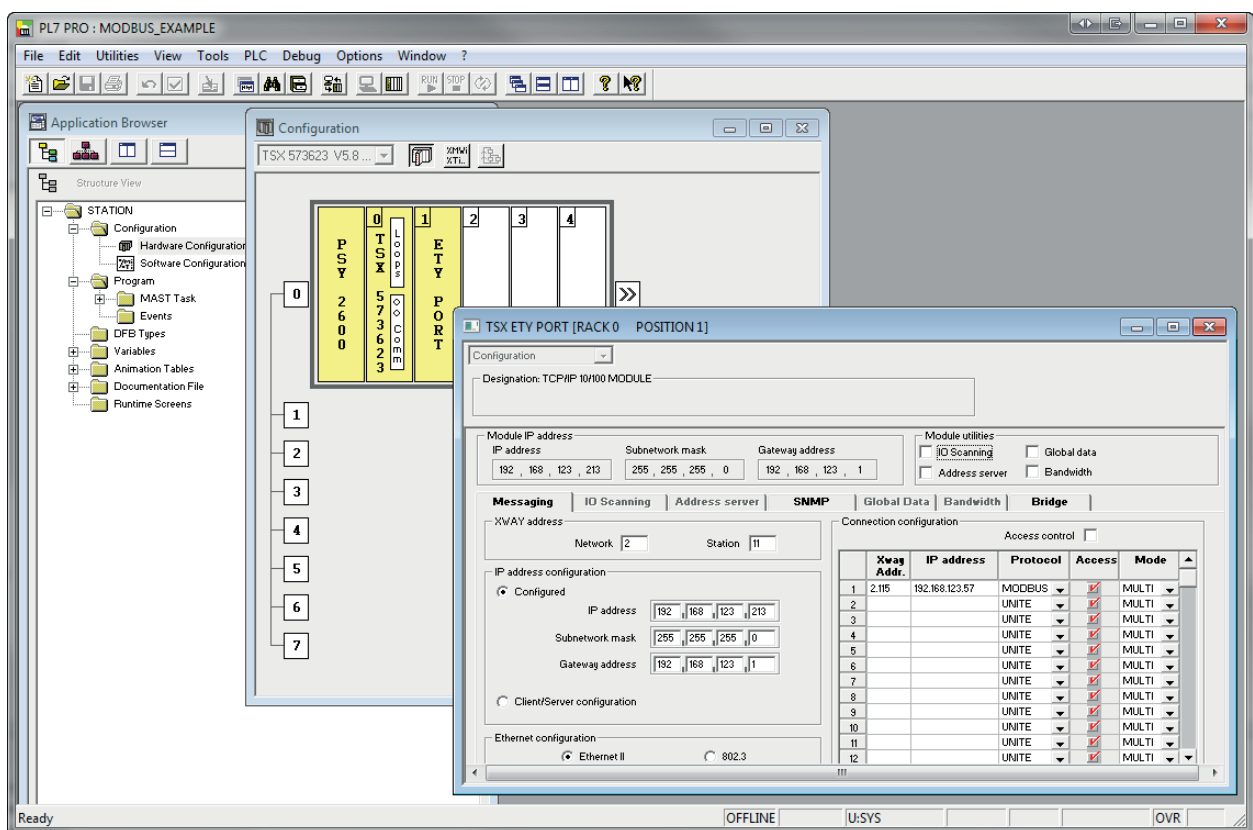 PL7 PRO : MODBUS_EXAMPLE
File Edit Utilities View Tools PLC Debug Options Window ?
RUN STOP
Application Browser
Structure View
STATION
Configuration
Hardware Configuration
Software Configuration
Program
MAST Task
Events
DFB Types
Variables
Animation Tables
Documentation File
Runtime Screens
Configuration
TSX 573623 V5.8 ...
XMWi
XTi..
0 1 2 3 4
PSY 2600
TSX 573623
Loops
Comm
ETY PORT
0
1
2
3
4
5
6
7
TSX ETY PORT [RACK 0 POSITION 1]
Configuration
Designation: TCP/IP 10/100 MODULE
Module IP address
IP address Subnetwork mask Gateway address
192 , 168 , 123 , 213 255 , 255 , 255 , 0 192 , 168 , 123 , 1
Module utilities
IO Scanning Global data
Address server Bandwidth
Messaging IO Scanning Address server SNMP Global Data Bandwidth Bridge
XWAY address
Network 2 Station 11
IP address configuration
Configured
IP address 192 , 168 , 123 , 213
Subnetwork mask 255 , 255 , 255 , 0
Gateway address 192 , 168 , 123 , 1
Client/Server configuration
Ethernet configuration
Ethernet II 802.3
Connection configuration
Access control
Xway Addr. IP address Protocol Access Mode
1 2.115 192.168.123.57 MODBUS MULTI
2 UNITE MULTI
3 UNITE MULTI
4 UNITE MULTI
5 UNITE MULTI
6 UNITE MULTI
7 UNITE MULTI
8 UNITE MULTI
9 UNITE MULTI
10 UNITE MULTI
11 UNITE MULTI
12 UNITE MULTI
Ready OFFLINE U:SYS OVR